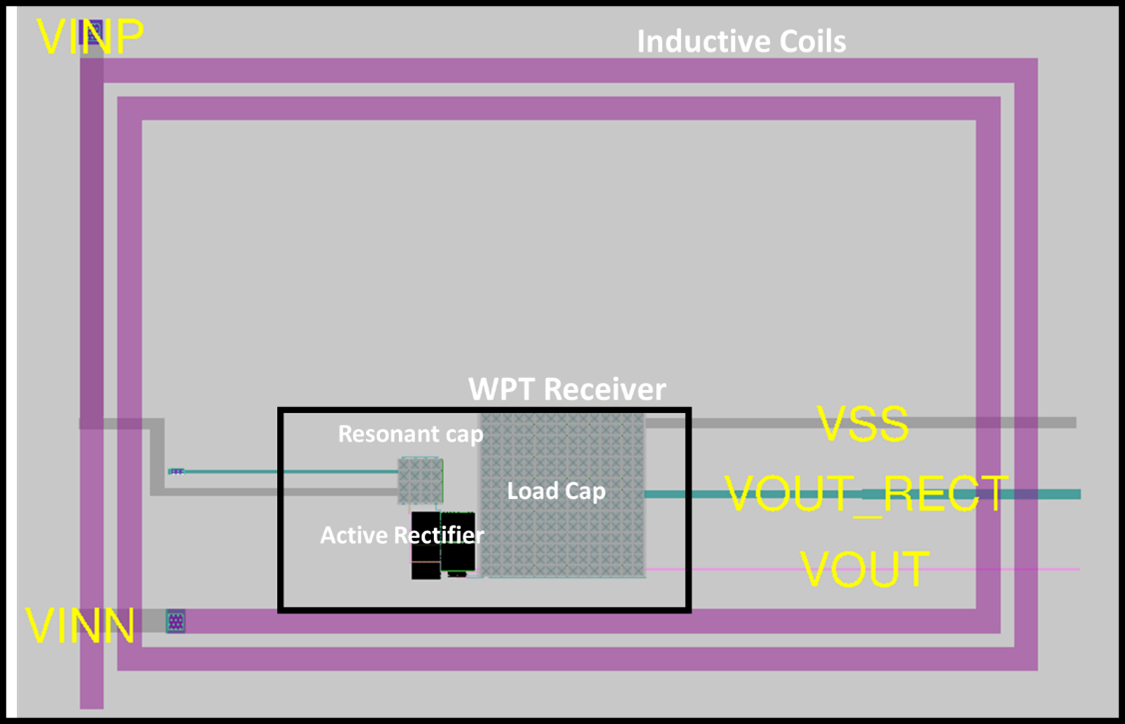 VINP
Inductive Coils
WPT Receiver
Resonant cap
VSS
Load Cap
VOUT_RECT
Active Rectifier
VOUT
VINN